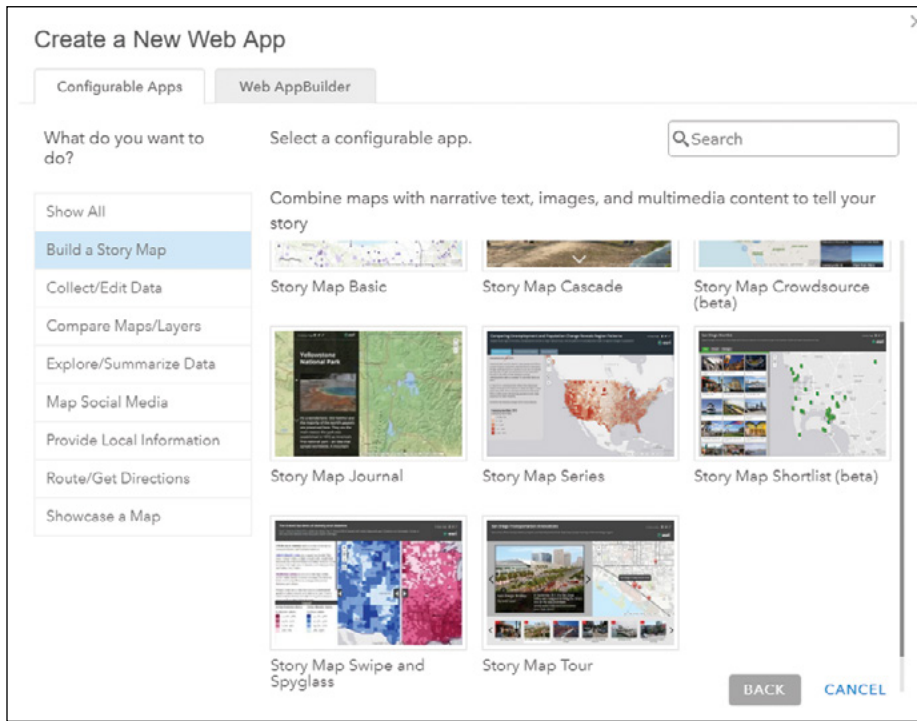 Create a New Web App
Configurable Apps
Web AppBuilder
What do you want to
do?
Select a configurable app.
Search
Show All
Build a Story Map
Collect/Edit Data
Compare Maps/Layers
Explore/Summarize Data
Map Social Media
Provide Local Information
Route/Get Directions
Showcase a Map
Combine maps with narrative text, images, and multimedia content to tell your
story
Story Map Basic
Story Map Cascade
Story Map Crowdsource
(beta)
Yellowstone
National Park
esri
Story Map Journal
Story Map Series
Story Map Shortlist (beta)
Story Map Swipe and
Spyglass
Story Map Tour
BACK
CANCEL